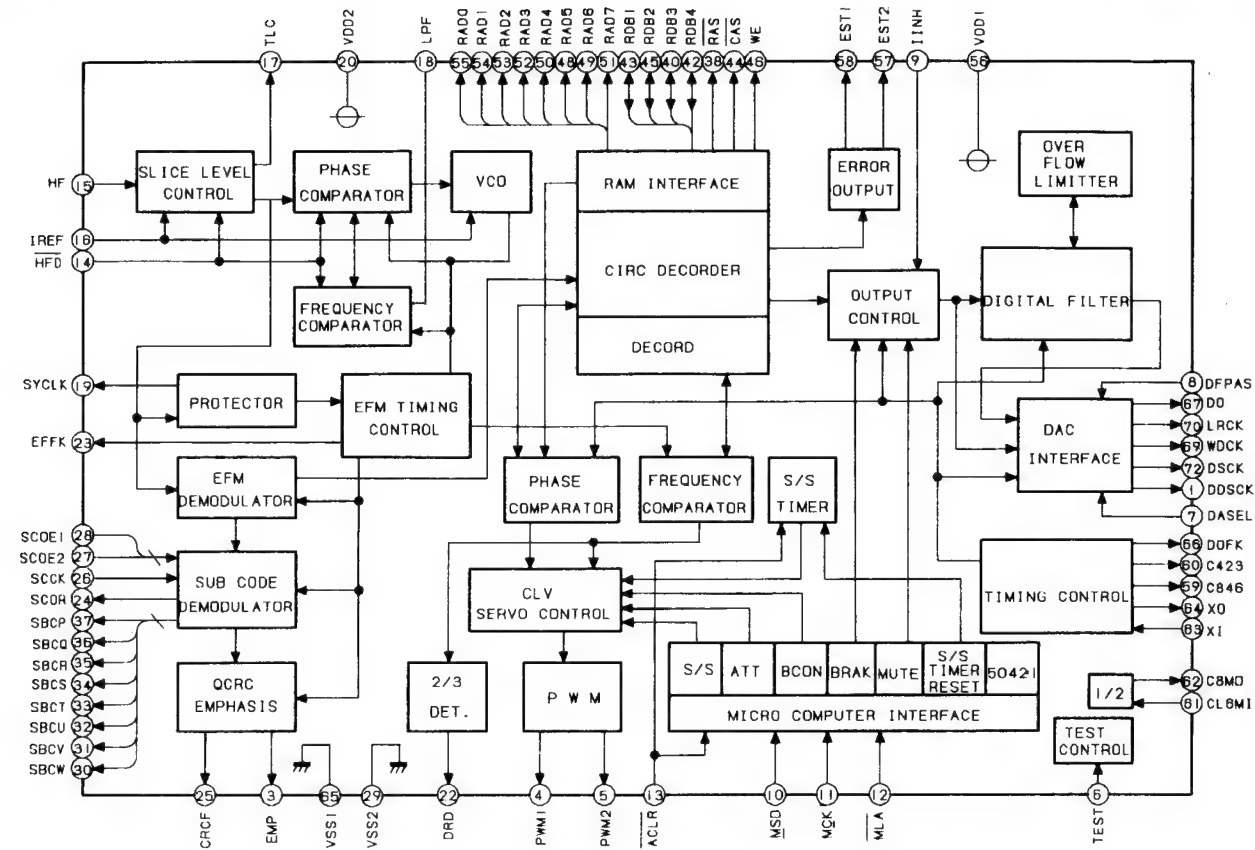 TLC
VDD2
LPF
RAD0
RAD1
RAD2
RAD3
RAD4
RAD5
RAD6
RAD7
RDB1
RDB2
RDB3
RDB4
RAS
CAS
WE
EST1
EST2
IINH
VDD1
17
20
18
55
54
53
52
50
48
49
51
43
45
40
42
38
44
46
58
57
9
56
HF
15
SLICE LEVEL
CONTROL
PHASE
COMPARATOR
VCO
RAM INTERFACE
ERROR
OUTPUT
OVER
FLOW
LIMITTER
IREF
16
HFD
14
FREQUENCY
COMPARATOR
CIRC DECORDER
OUTPUT
CONTROL
DIGITAL FILTER
DECORD
SYCLK
19
PROTECTOR
EFM TIMING
CONTROL
EFFK
23
DAC
INTERFACE
8
DFPAS
67
DO
70
LRCK
69
WDCK
72
DSCK
1
DDSCK
7
DASEL
EFM
DEMODULATOR
PHASE
COMPARATOR
FREQUENCY
COMPARATOR
S/S
TIMER
SCOE1
28
SCOE2
27
SCCK
26
SCOR
24
SBCP
37
SBCQ
36
SBCR
35
SBCS
34
SBCT
33
SBCU
32
SBCV
31
SBCW
30
SUB CODE
DEMODULATOR
CLV
SERVO CONTROL
TIMING CONTROL
66
DOFK
60
C423
59
C846
64
XO
63
XI
QCRC
EMPHASIS
2/3
DET.
PWM
S/S
ATT
BCON
BRAK
MUTE
S/S
TIMER
RESET
50421
MICRO COMPUTER INTERFACE
1/2
62
C8MO
61
CL6MI
TEST
CONTROL
25
3
65
29
22
4
5
13
10
11
12
6
CRCF
EMP
VSS1
VSS2
DRD
PWM1
PWM2
ACLR
MSD
MCK
MLA
TEST